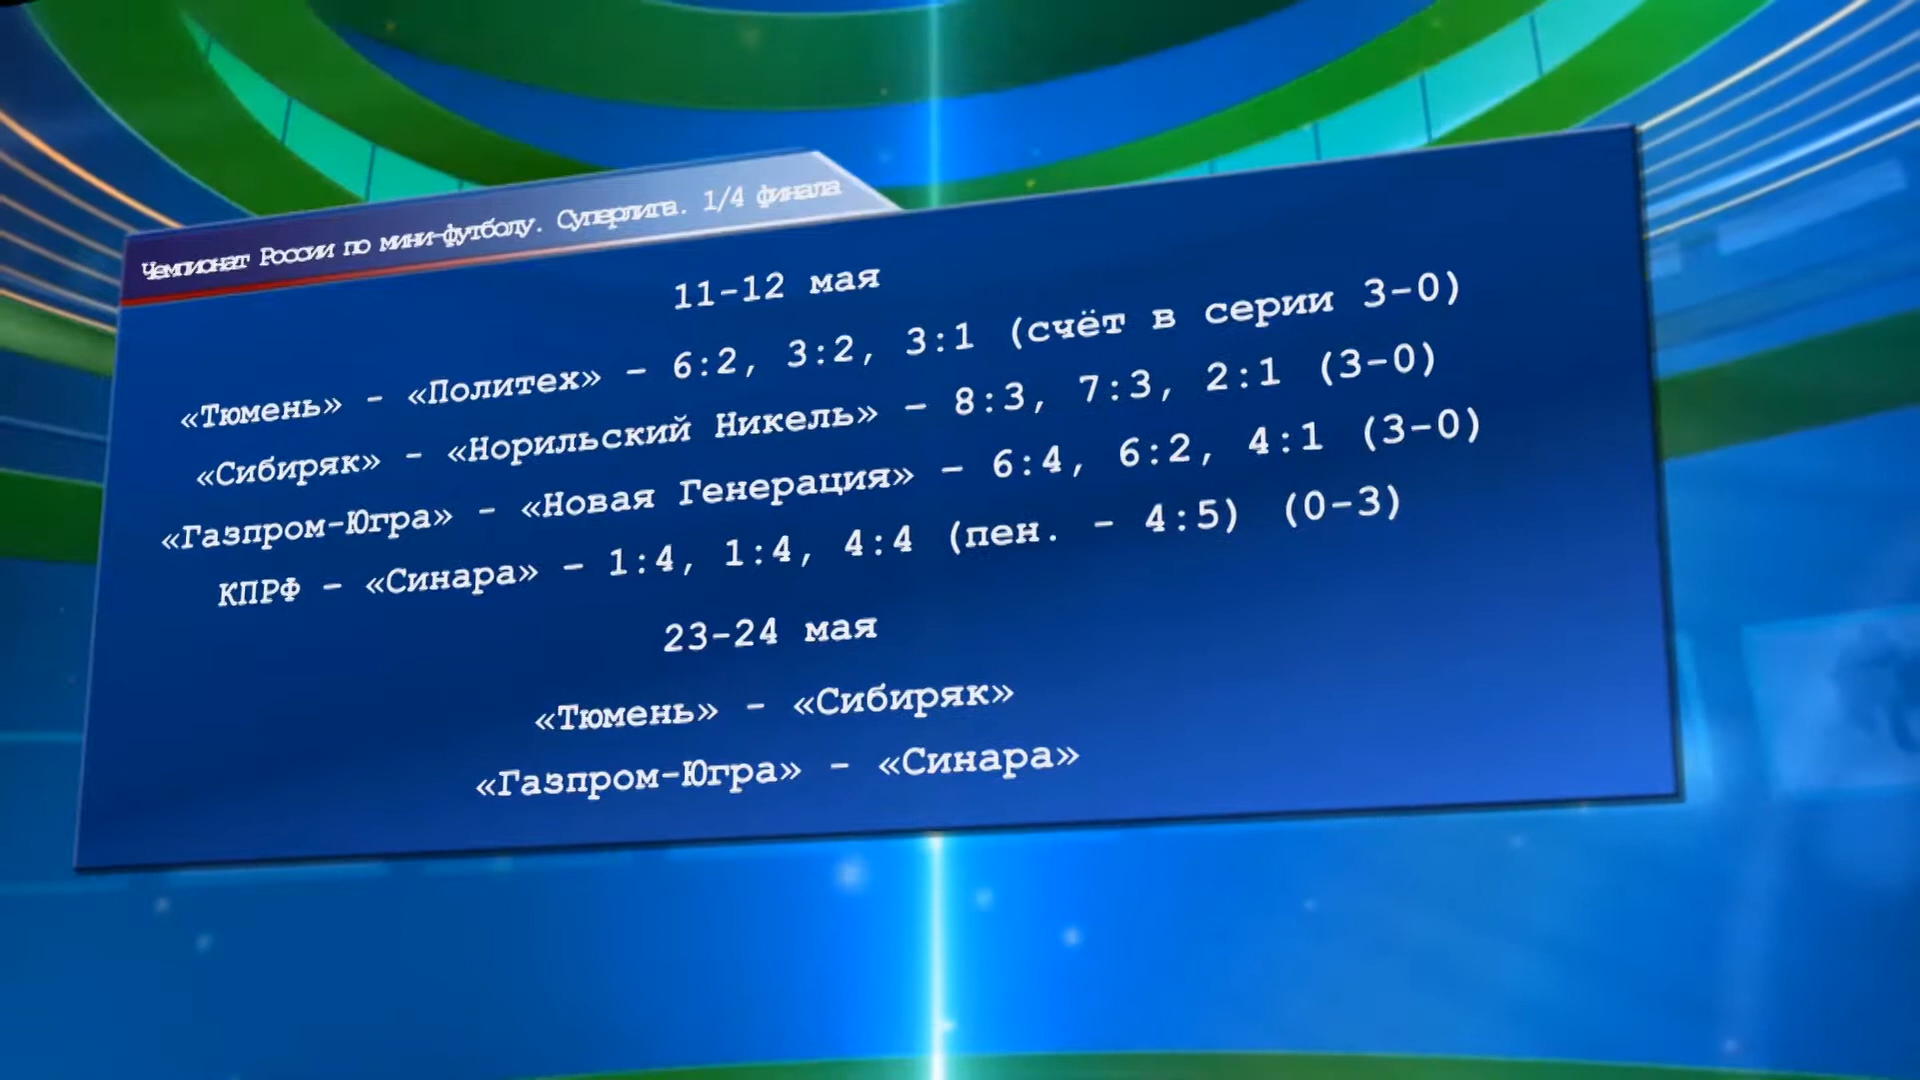 Чемпионат России по мини-футболу. Суперлига. 1/4 финала
11-12 мая
«Тюмень» - «Политех» - 6:2, 3:2, 3:1 (счёт в серии 3-0)
«Сибиряк» - «Норильский Никель» - 8:3, 7:3, 2:1 (3-0)
«Газпром-Югра» - «Новая Генерация» - 6:4, 6:2, 4:1 (3-0)
КПРФ - «Синара» - 1:4, 1:4, 4:4 (пен. - 4:5) (0-3)
23-24 мая
«Тюмень» - «Сибиряк»
«Газпром-Югра» - «Синара»